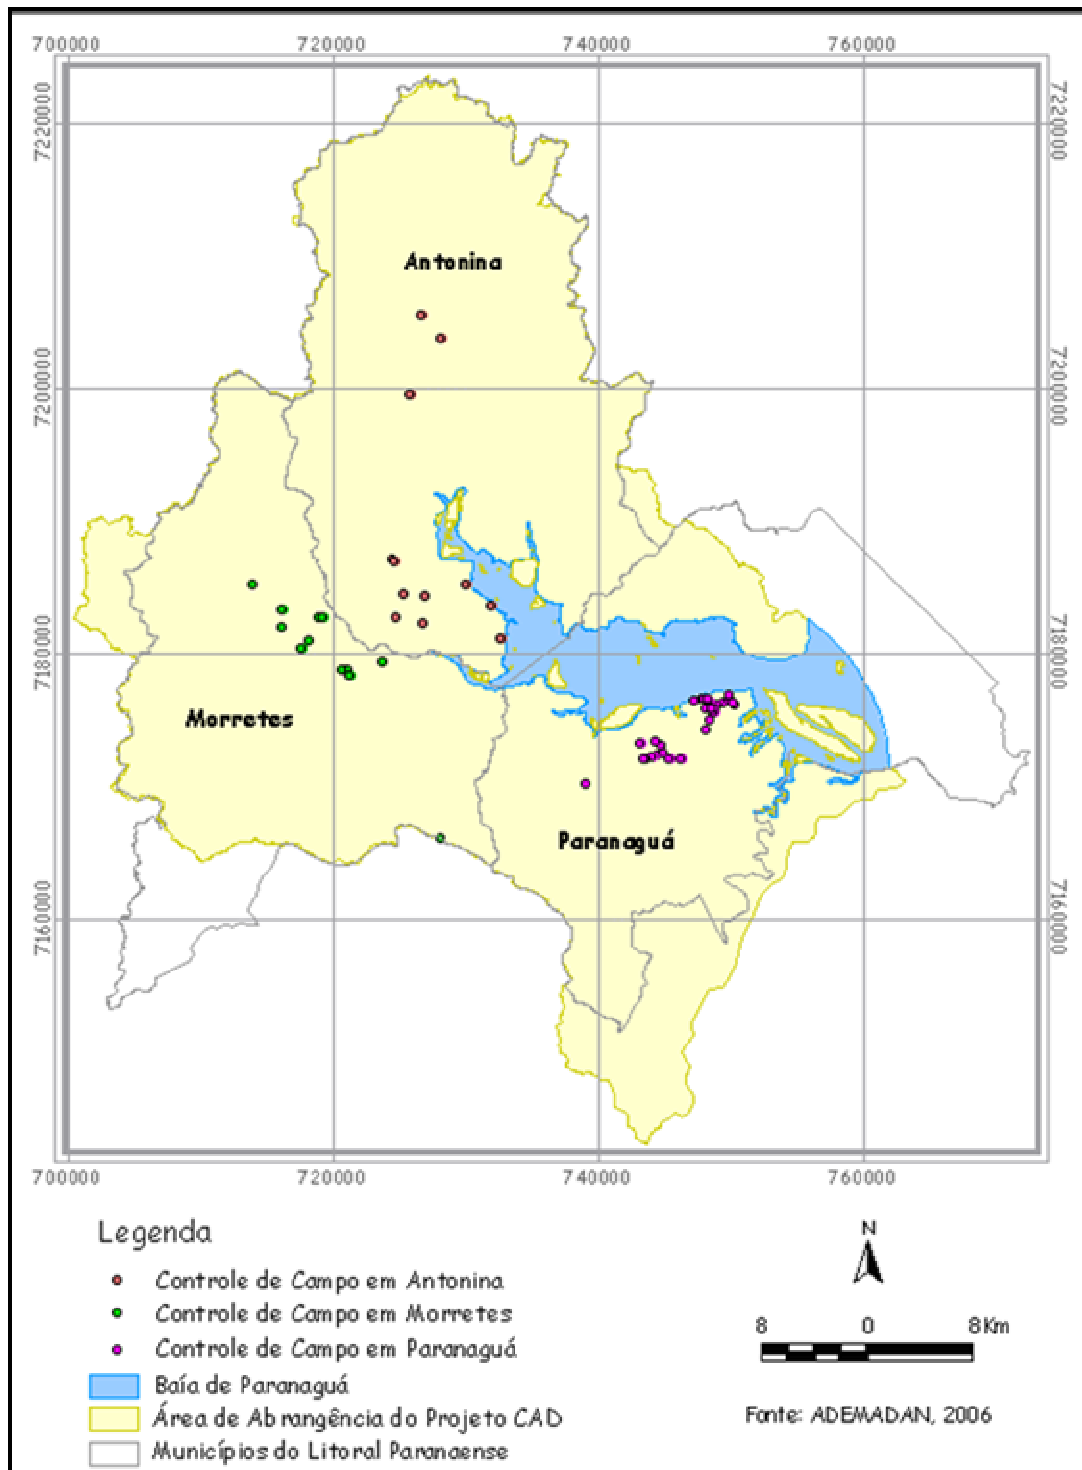 700000 720000 740000 760000
7220000 7220000
Antonina
7200000 7200000
7180000 7180000
Morretes
Paranaguá
7160000 7160000
700000 720000 740000 760000
Legenda
N
Controle de Campo em Antonina
Controle de Campo em Morretes
8 0 8Km
Controle de Campo em Paranaguá
Baía de Paranaguá
Área de Abrangência do Projeto CAD
Fonte: ADEMADAN, 2006
Municípios do Litoral Paranaense